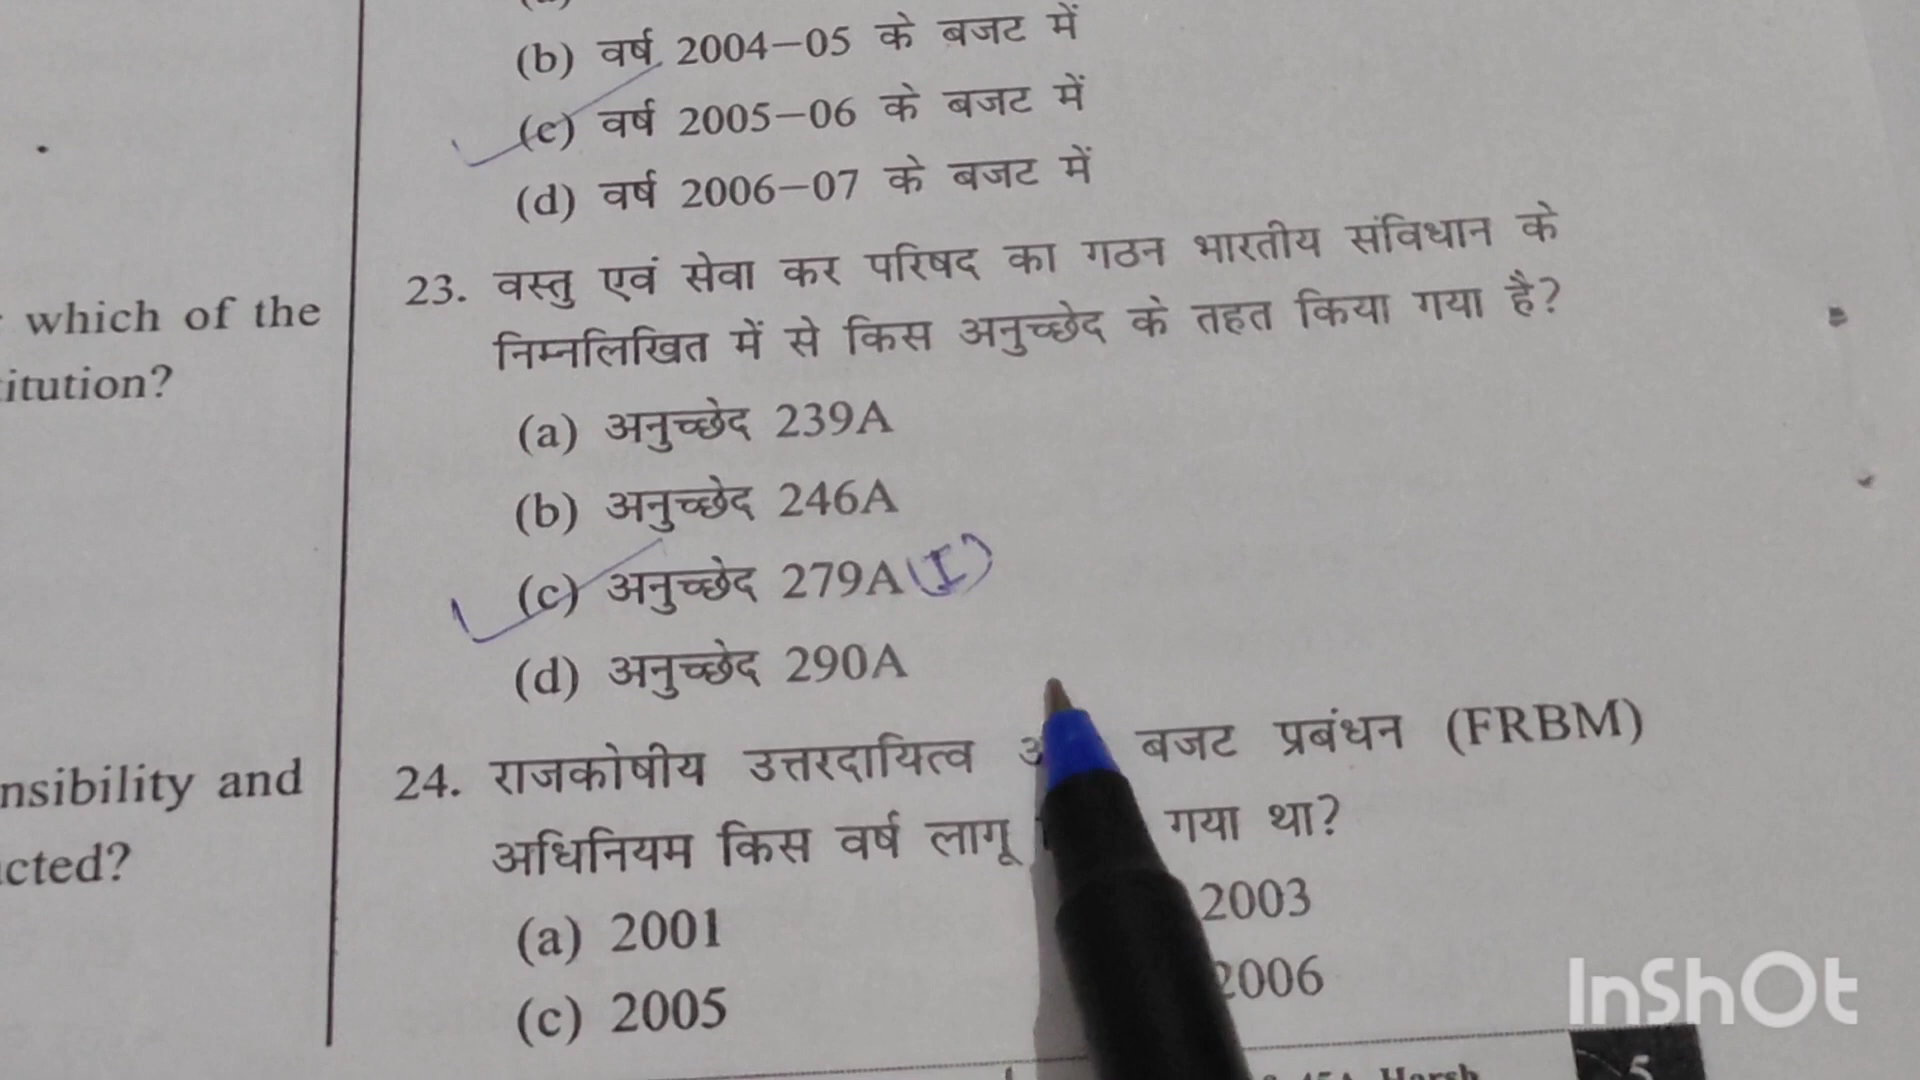 (b) वर्ष 2004–05 के बजट में
(c) वर्ष 2005–06 के बजट में
(d) वर्ष 2006–07 के बजट में
which of the
itution?
23. वस्तु एवं सेवा कर परिषद का गठन भारतीय संविधान के
निम्नलिखित में से किस अनुच्छेद के तहत किया गया है?
(a) अनुच्छेद 239A
(b) अनुच्छेद 246A
(c) अनुच्छेद 279A (I)
(d) अनुच्छेद 290A
nsibility and
cted?
24. राजकोषीय उत्तरदायित्व बजट प्रबंधन (FRBM)
अधिनियम किस वर्ष लागू गया था?
(a) 2001
2003
(c) 2005
2006
InShOt
Harsh
5